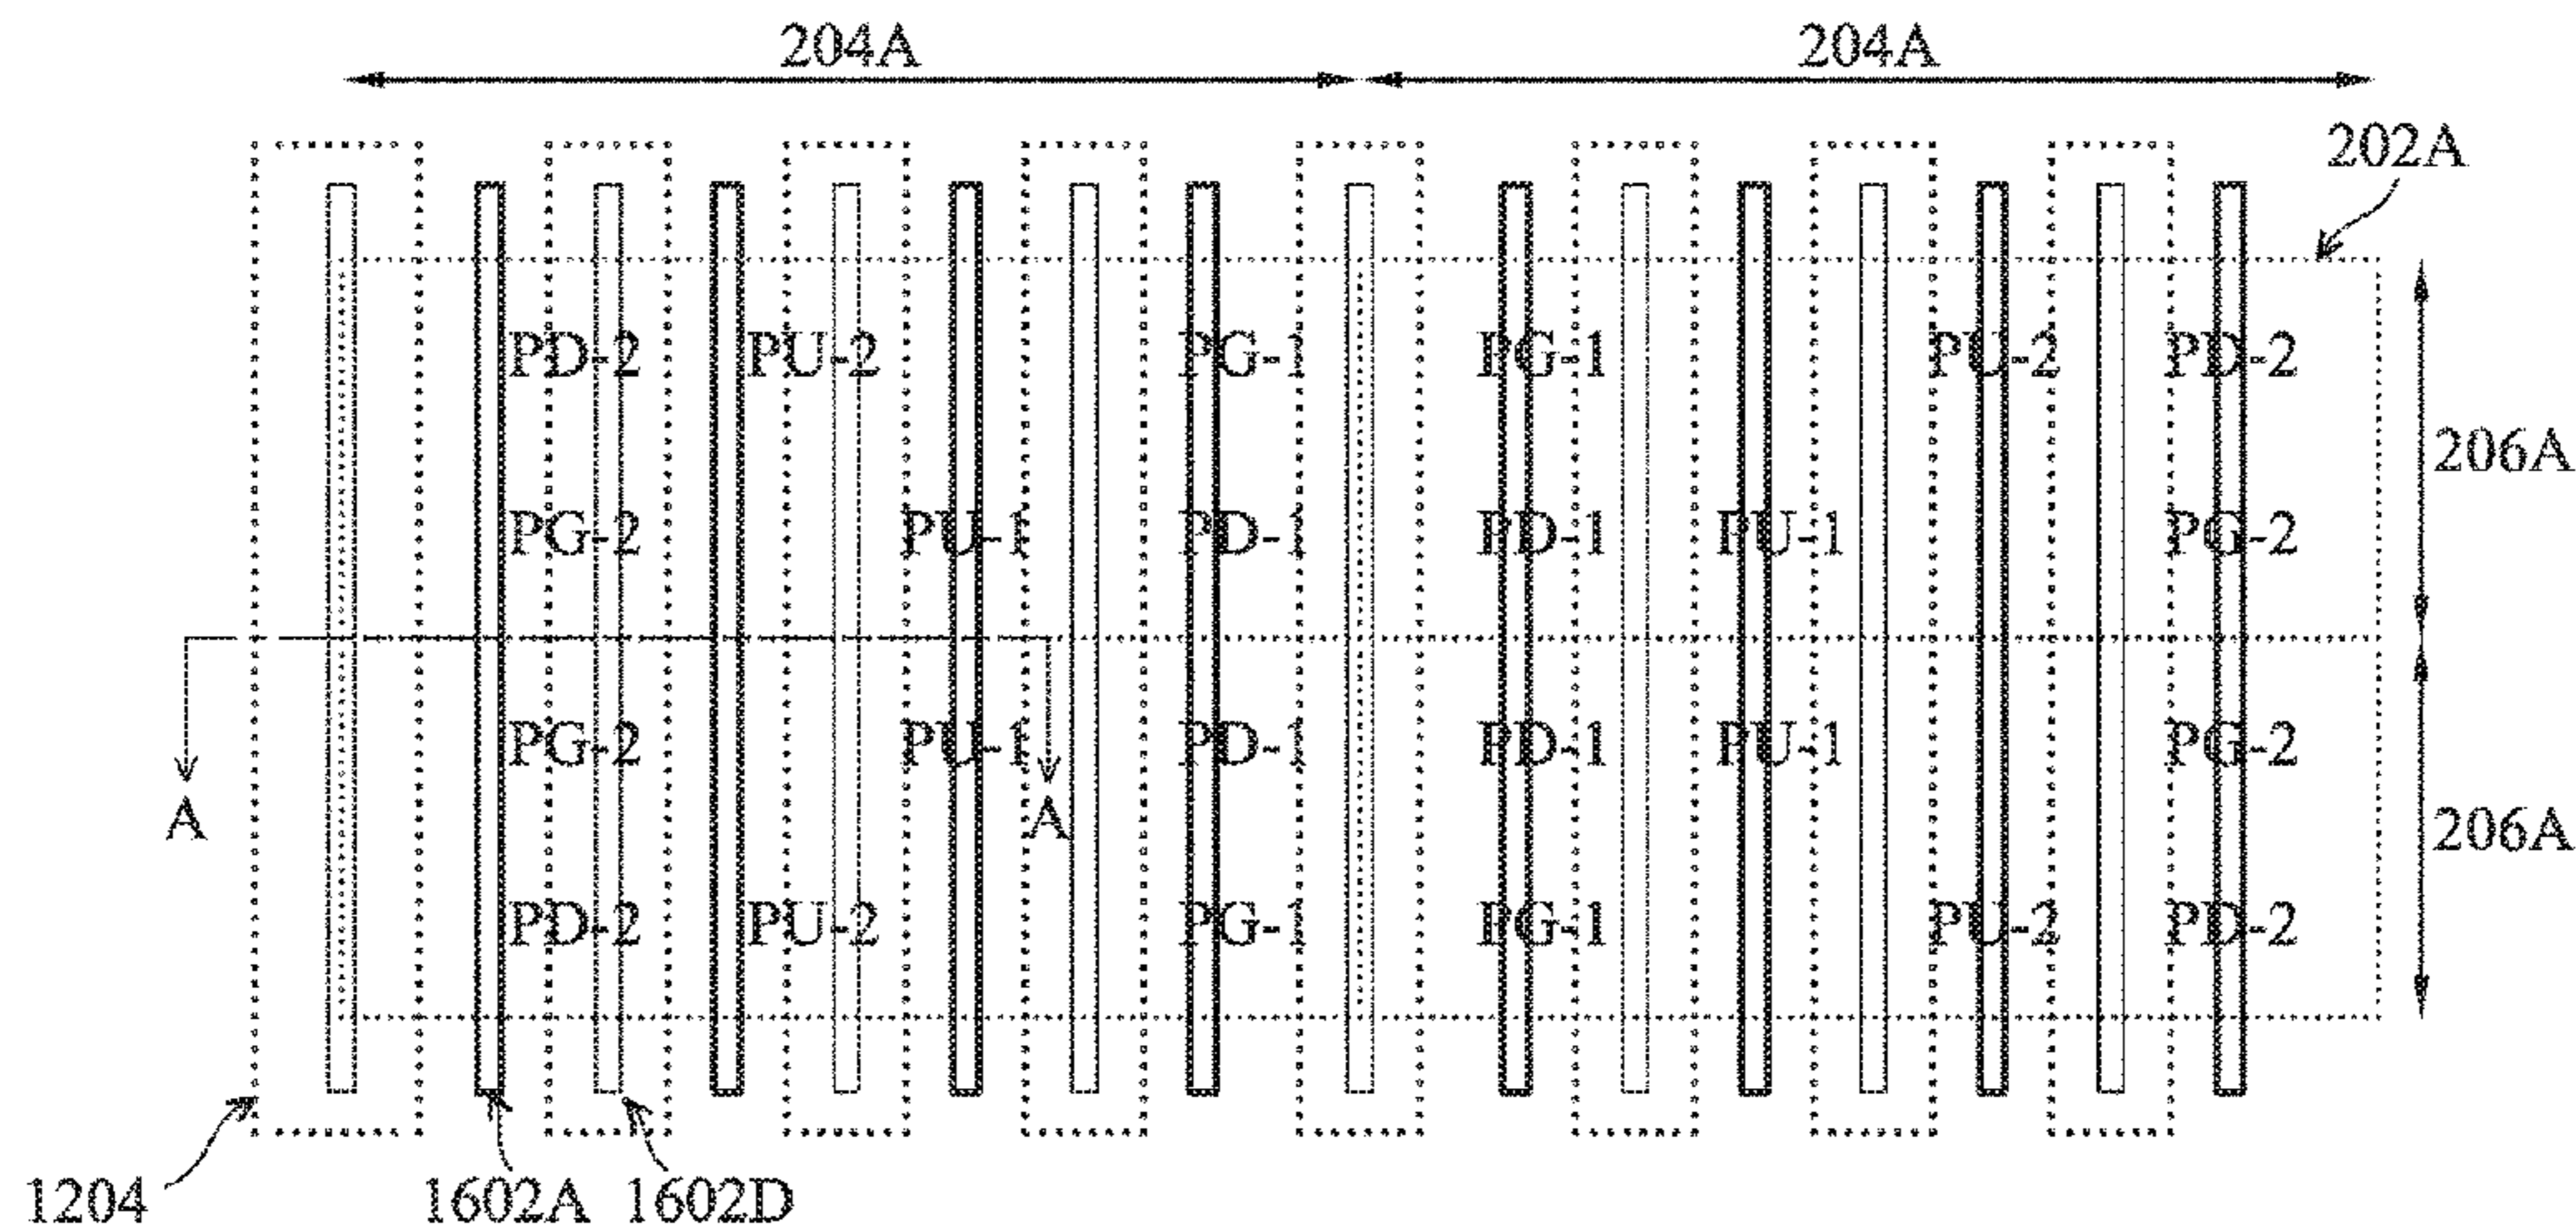 204A 204A
202A
PD-2 PU-2 PG-1 PG-1 PU-2 PD-2
206A
PG-2 PU-1 PD-1 PD-1 PU-1 PG-2
PG-2 PU-1 PD-1 PD-1 PU-1 PG-2
A A 206A
PD-2 PU-2 PG-1 PG-1 PU-2 PD-2
1204 1602A 1602D